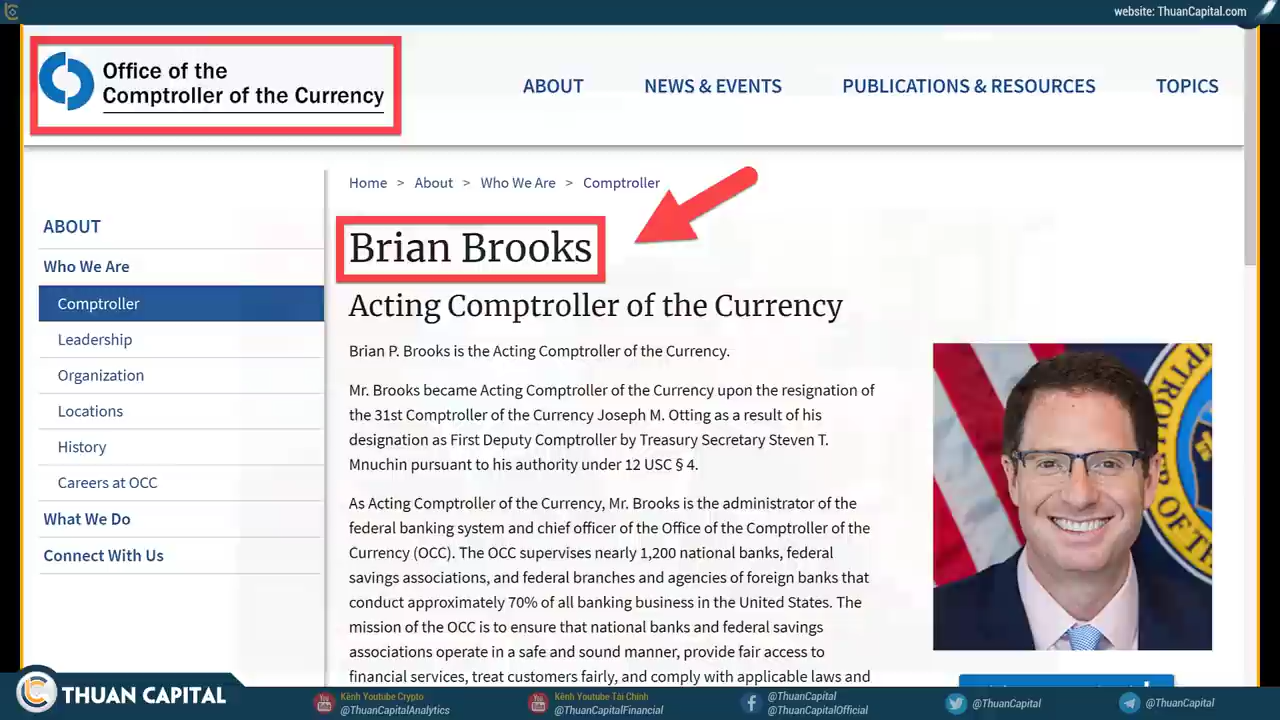 website: ThuanCapital.com
Office of the
Comptroller of the Currency
ABOUT
NEWS & EVENTS
PUBLICATIONS & RESOURCES
TOPICS
Home > About > Who We Are > Comptroller
ABOUT
Who We Are
Comptroller
Leadership
Organization
Locations
History
Careers at OCC
What We Do
Connect With Us
Brian Brooks
Acting Comptroller of the Currency
Brian P. Brooks is the Acting Comptroller of the Currency.
Mr. Brooks became Acting Comptroller of the Currency upon the resignation of
the 31st Comptroller of the Currency Joseph M. Otting as a result of his
designation as First Deputy Comptroller by Treasury Secretary Steven T.
Mnuchin pursuant to his authority under 12 USC § 4.
As Acting Comptroller of the Currency, Mr. Brooks is the administrator of the
federal banking system and chief officer of the Office of the Comptroller of the
Currency (OCC). The OCC supervises nearly 1,200 national banks, federal
savings associations, and federal branches and agencies of foreign banks that
conduct approximately 70% of all banking business in the United States. The
mission of the OCC is to ensure that national banks and federal savings
associations operate in a safe and sound manner, provide fair access to
financial services, treat customers fairly, and comply with applicable laws and
THUAN CAPITAL
Kênh Youtube Crypto
@ThuanCapitalAnalytics
Kênh Youtube Tài Chính
@ThuanCapitalFinancial
@ThuanCapital
@ThuanCapitalOfficial
@ThuanCapital
@ThuanCapital